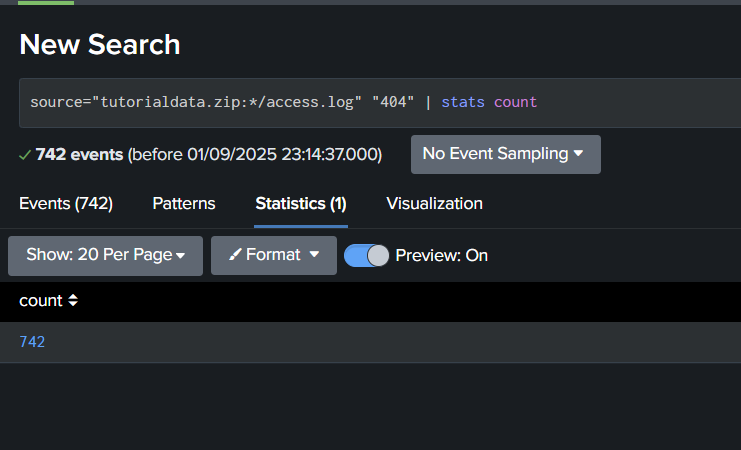 New Search
source="tutorialdata.zip:*/access.log" "404" | stats count
742 events (before 01/09/2025 23:14:37.000) No Event Sampling
Events (742) Patterns Statistics (1) Visualization
Show: 20 Per Page Format Preview: On
count
742